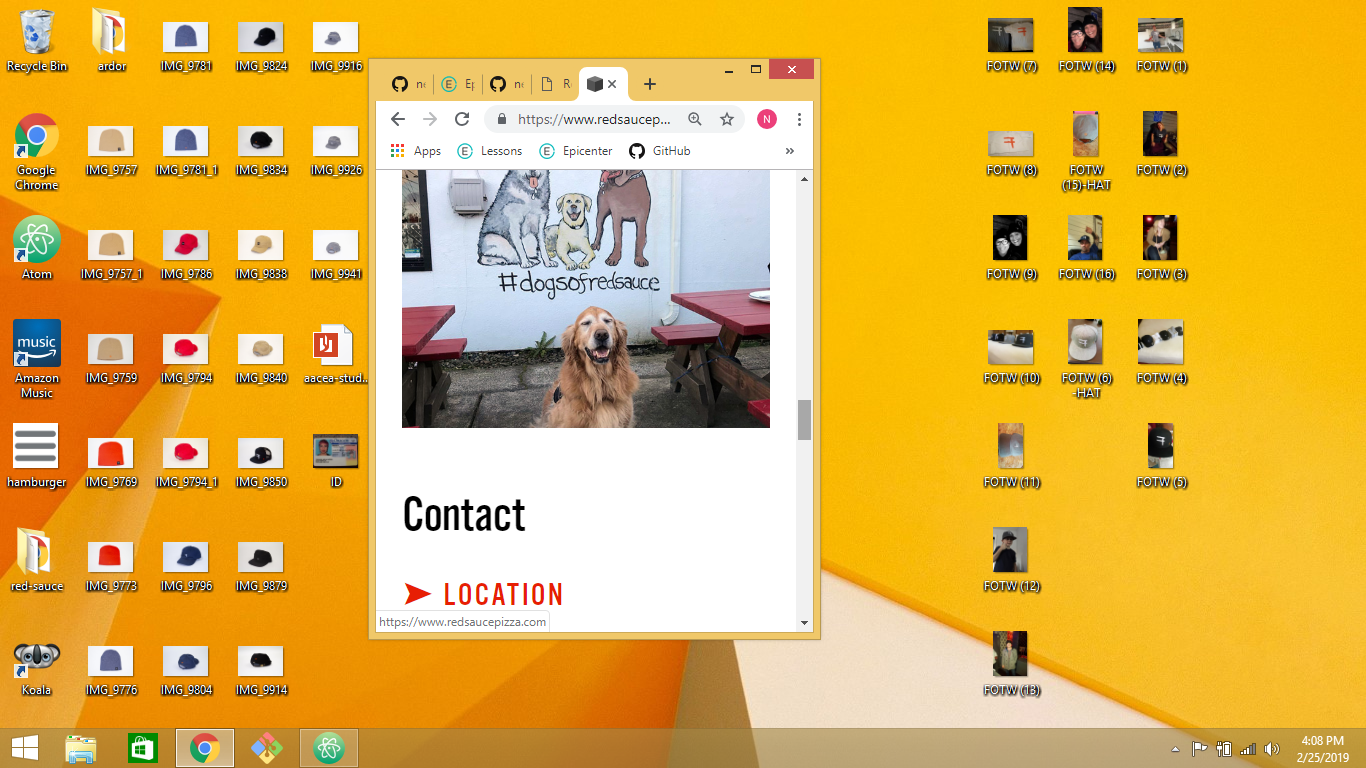 Recycle Bin
ardor
IMG_9781
IMG_9824
IMG_9916
FOTW (7)
FOTW (14)
FOTW (1)
Google
Chrome
IMG_9757
IMG_9781_1
IMG_9834
IMG_9926
FOTW (8)
FOTW
(15)-HAT
FOTW (2)
Atom
IMG_9757_1
IMG_9786
IMG_9838
IMG_9941
FOTW (9)
FOTW (16)
FOTW (3)
music
Amazon
Music
IMG_9759
IMG_9794
IMG_9840
aacea-stud...
FOTW (10)
FOTW (6)
-HAT
FOTW (4)
hamburger
IMG_9769
IMG_9794_1
IMG_9850
ID
FOTW (11)
FOTW (5)
red-sauce
IMG_9773
IMG_9796
IMG_9879
FOTW (12)
Koala
IMG_9776
IMG_9804
IMG_9914
FOTW (13)
E
https://www.redsaucep...
N
Apps
E Lessons
E Epicenter
GitHub
»
#dogsofredsauce
Contact
LOCATION
https://www.redsaucepizza.com
4:08 PM
2/25/2019